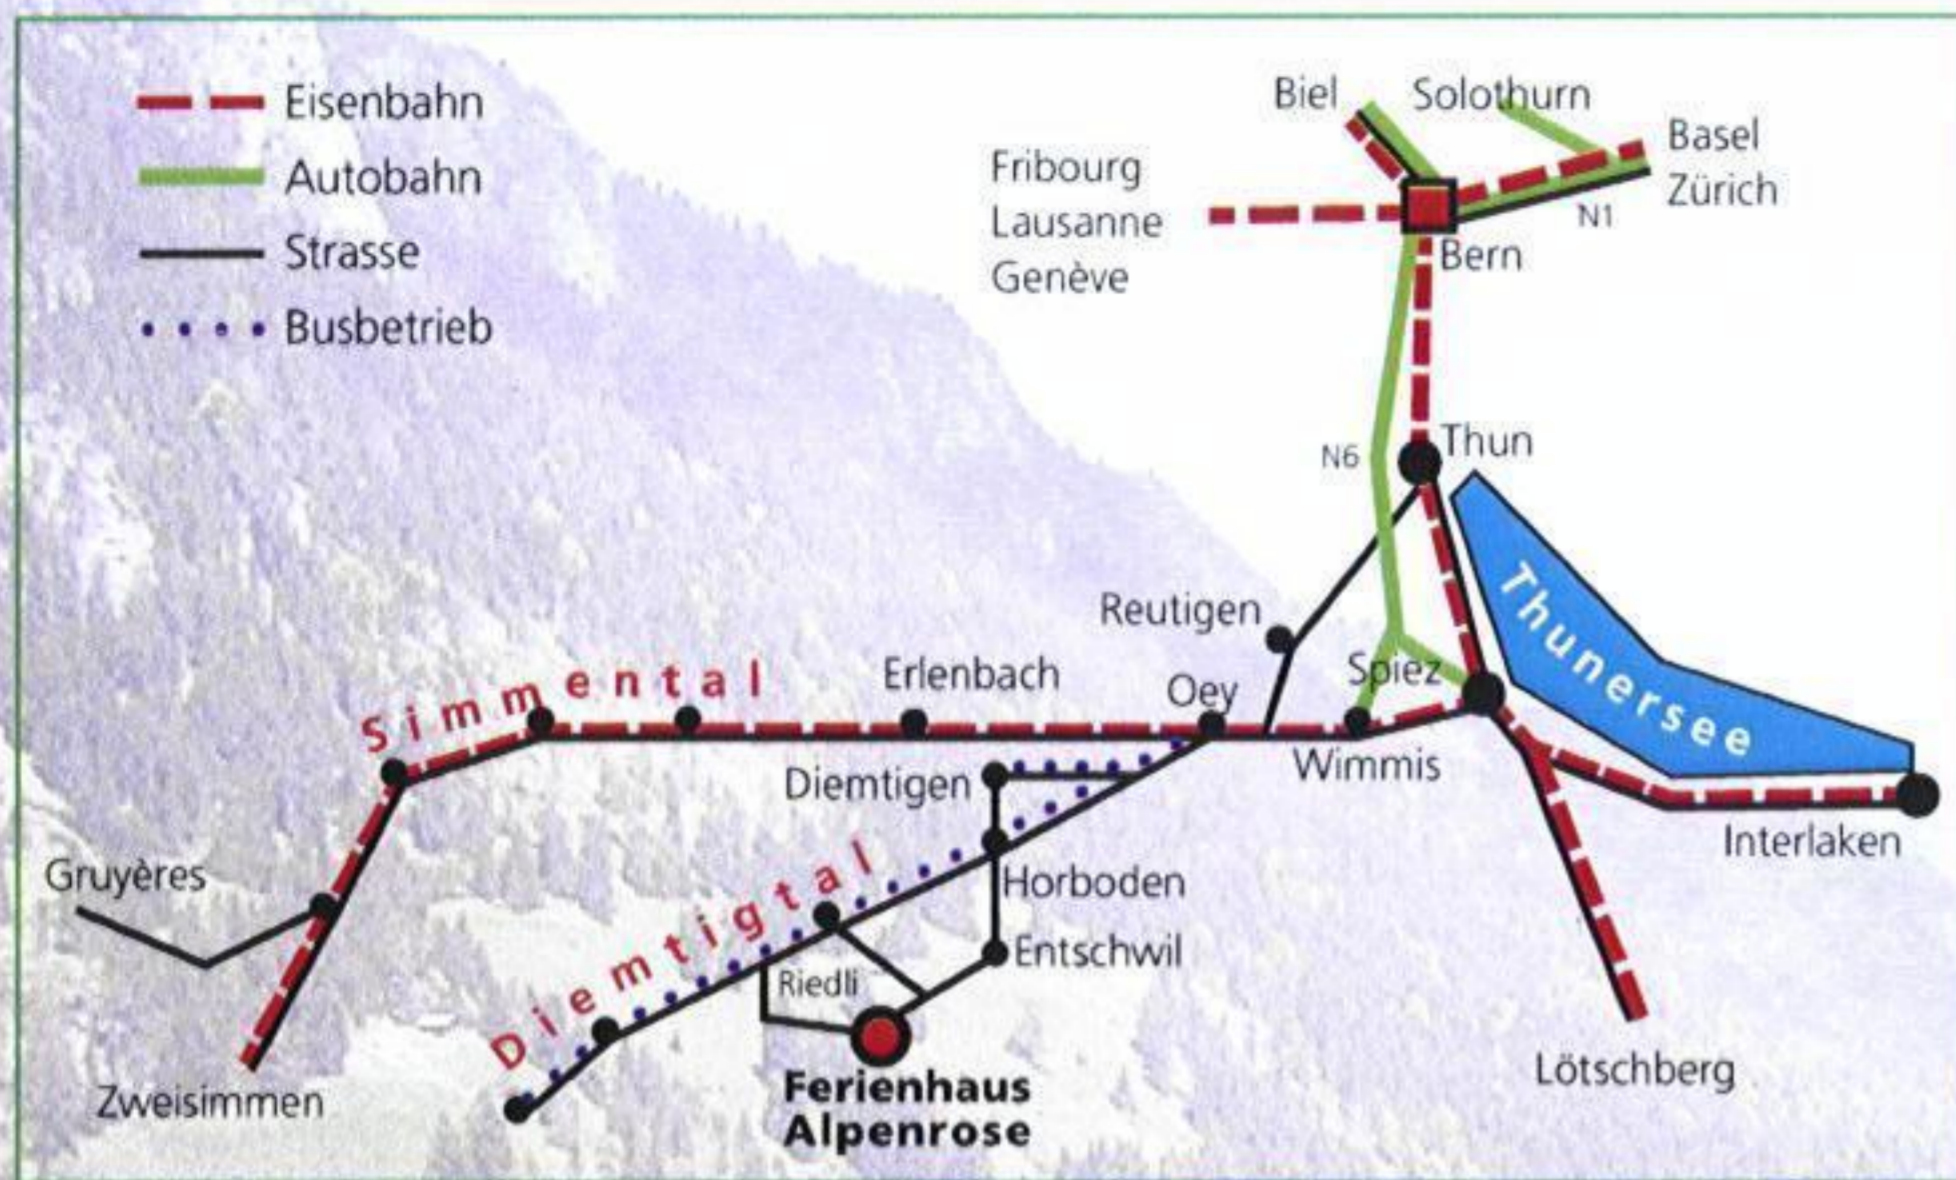 Eisenbahn
Autobahn
Strasse
Busbetrieb
Biel
Solothurn
Basel
Zürich
Fribourg
Lausanne
Genève
N1
Bern
N6
Thun
Thunersee
Reutigen
Spiez
Simmental
Erlenbach
Oey
Wimmis
Diemtigen
Interlaken
Gruyères
Diemtigtal
Horboden
Entschwil
Riedli
Ferienhaus
Alpenrose
Zweisimmen
Lötschberg